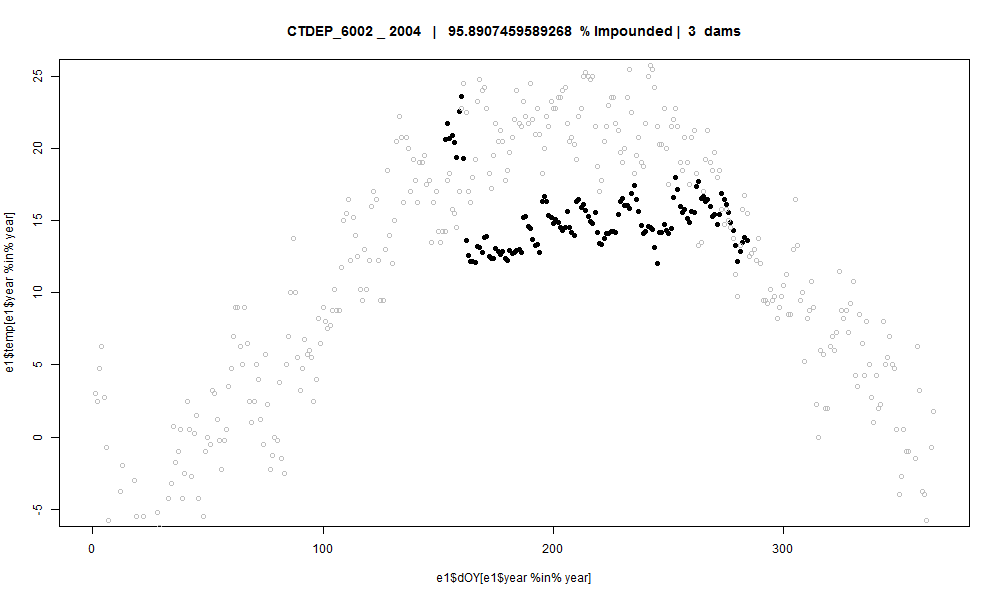 CTDEP_6002 _ 2004 | 95.8907459589268 % Impounded | 3 dams
25
20
15
10
5
0
-5
e1$temp[e1$year %in% year]
0 100 200 300
e1$dOY[e1$year %in% year]